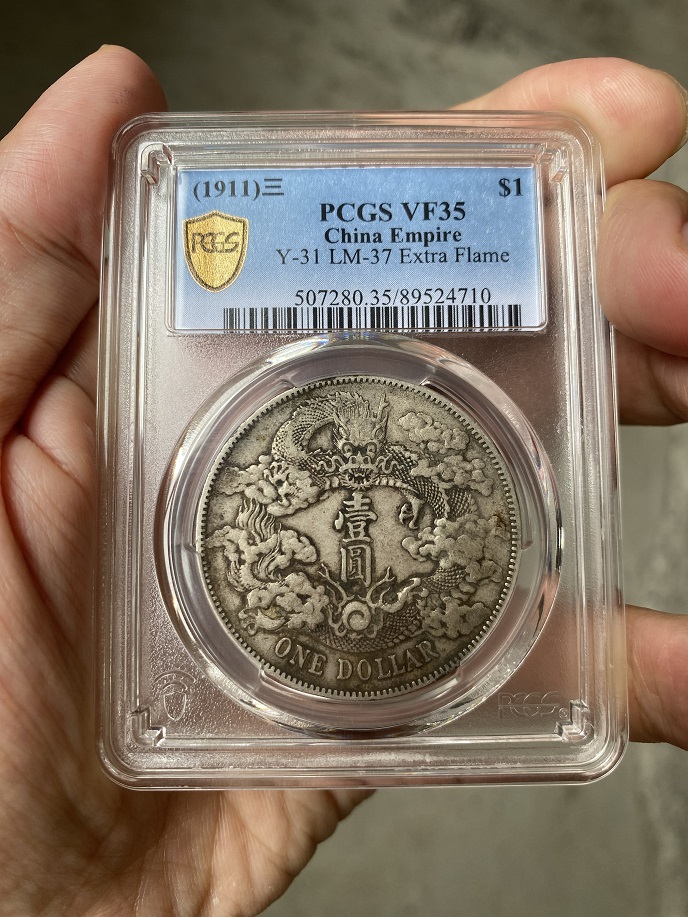 (1911)三 $1
PCGS VF35
China Empire
Y-31 LM-37 Extra Flame
PCGS
507280.35/89524710
壹
圓
ONE DOLLAR
PCGS